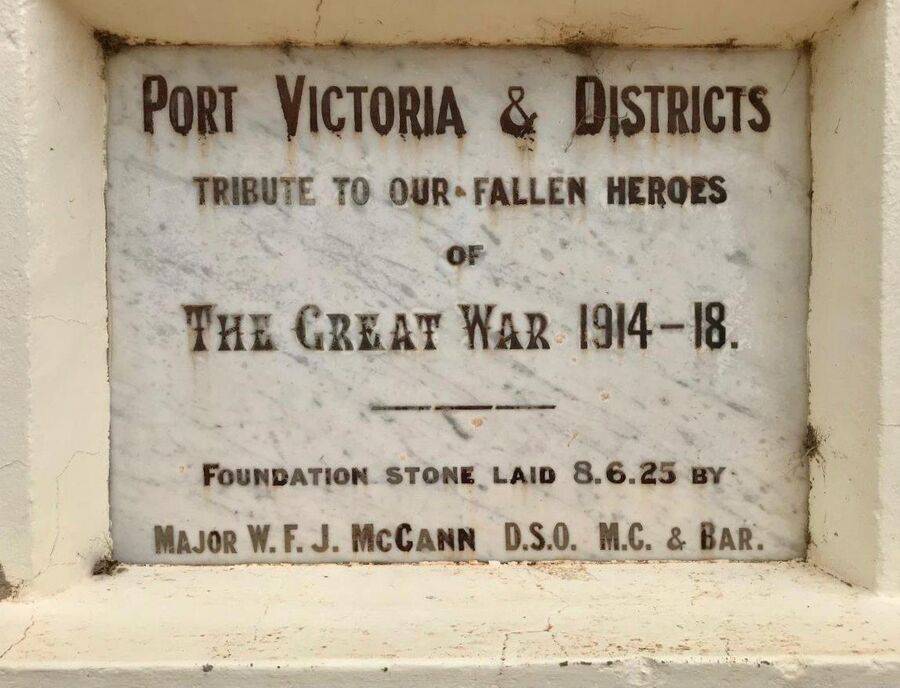 PORT VICTORIA & DISTRICTS
TRIBUTE TO OUR FALLEN HEROES
OF
THE GREAT WAR 1914-18.
FOUNDATION STONE LAID 8.6.25 BY
MAJOR W. F. J. MCCANN D.S.O. M.C. & BAR.